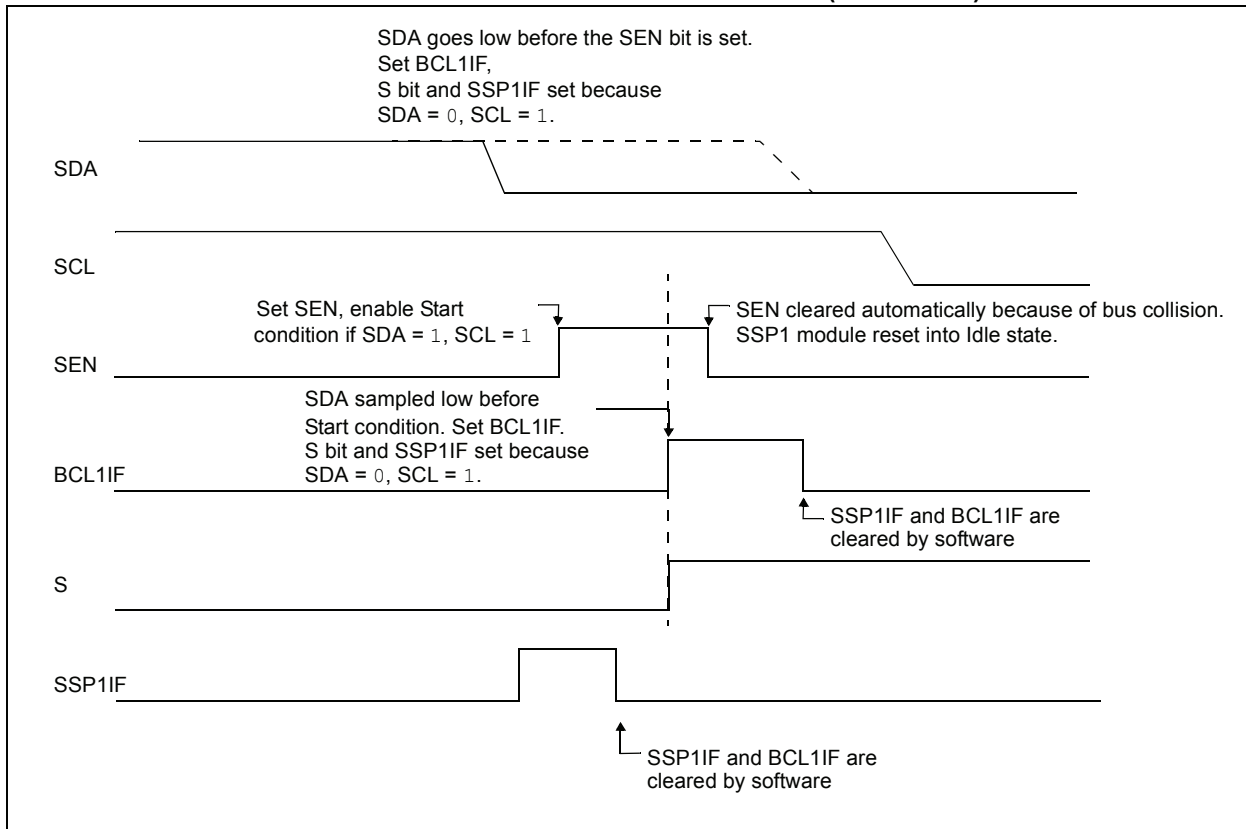 SDA goes low before the SEN bit is set.
Set BCL1IF,
S bit and SSP1IF set because
SDA = 0, SCL = 1.
SDA
SCL
Set SEN, enable Start
condition if SDA = 1, SCL = 1
SEN cleared automatically because of bus collision.
SSP1 module reset into Idle state.
SEN
SDA sampled low before
Start condition. Set BCL1IF.
S bit and SSP1IF set because
SDA = 0, SCL = 1.
BCL1IF
SSP1IF and BCL1IF are
cleared by software
S
SSP1IF
SSP1IF and BCL1IF are
cleared by software